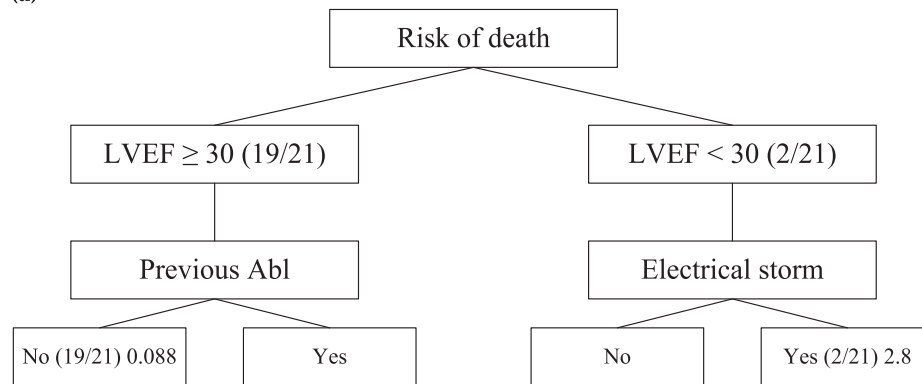 Risk of death
LVEF ≥ 30 (19/21)
LVEF < 30 (2/21)
Previous Abl
Electrical storm
No (19/21) 0.088
Yes
No
Yes (2/21) 2.8